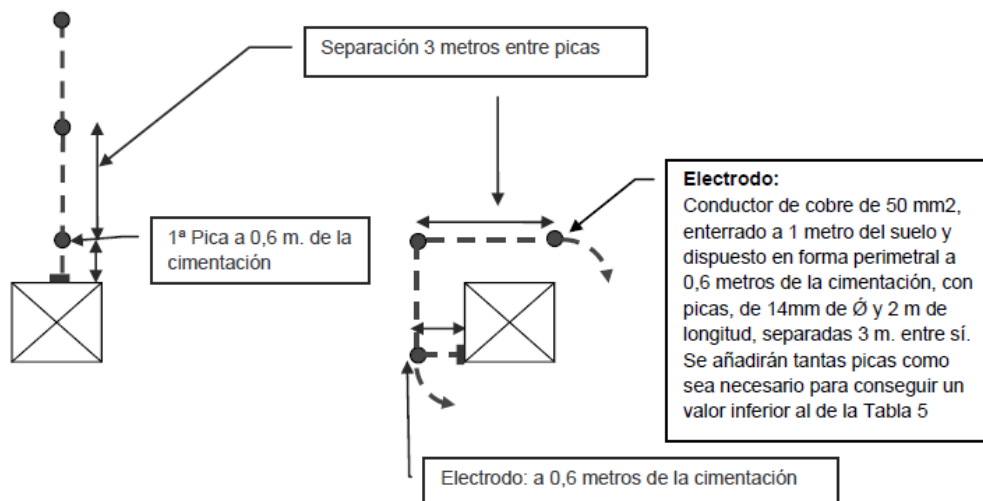 Separación 3 metros entre picas
1ª Pica a 0,6 m. de la
cimentación
Electrodo:
Conductor de cobre de 50 mm2,
enterrado a 1 metro del suelo y
dispuesto en forma perimetral a
0,6 metros de la cimentación, con
picas, de 14mm de Ø y 2 m de
longitud, separadas 3 m. entre sí.
Se añadirán tantas picas como
sea necesario para conseguir un
valor inferior al de la Tabla 5
Electrodo: a 0,6 metros de la cimentación